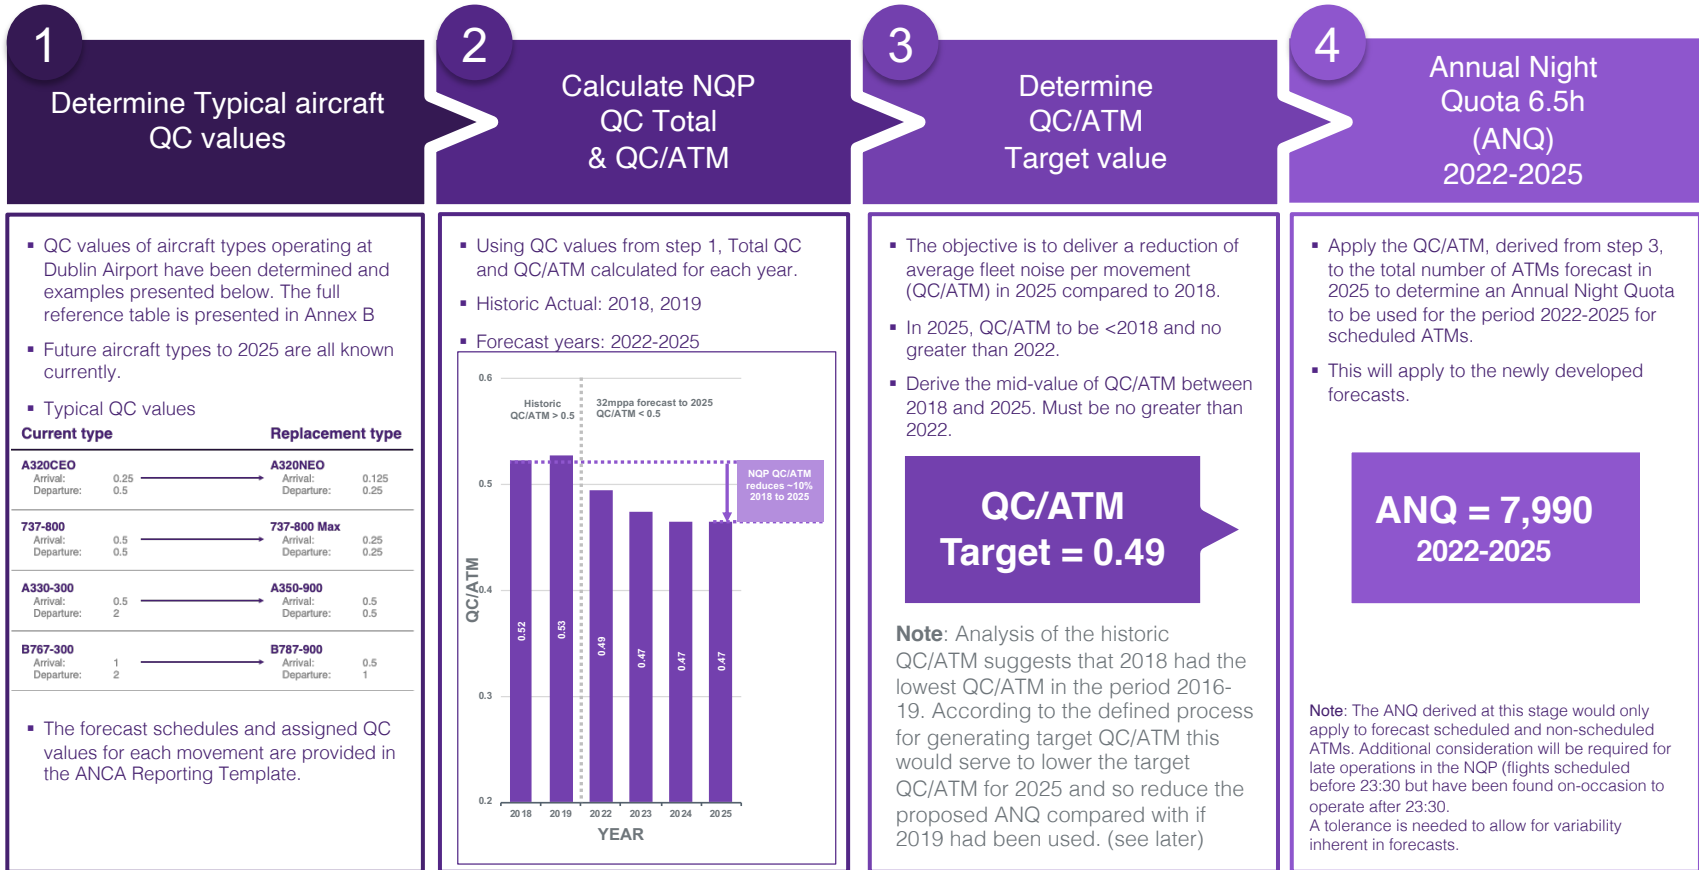 1
Determine Typical aircraft
QC values
▪ QC values of aircraft types operating at
Dublin Airport have been determined and
examples presented below. The full
reference table is presented in Annex B
▪ Future aircraft types to 2025 are all known
currently.
▪ Typical QC values
Current type Replacement type
A320CEO A320NEO
Arrival: 0.25 Arrival: 0.125
Departure: 0.5 Departure: 0.25
737-800 737-800 Max
Arrival: 0.5 Arrival: 0.25
Departure: 0.5 Departure: 0.25
A330-300 A350-900
Arrival: 0.5 Arrival: 0.5
Departure: 2 Departure: 0.5
B767-300 B787-900
Arrival: 1 Arrival: 0.5
Departure: 2 Departure: 1
▪ The forecast schedules and assigned QC
values for each movement are provided in
the ANCA Reporting Template.
2
Calculate NQP
QC Total
& QC/ATM
▪ Using QC values from step 1, Total QC
and QC/ATM calculated for each year.
▪ Historic Actual: 2018, 2019
▪ Forecast years: 2022-2025
0.6
0.5
0.4
0.3
0.2
QC/ATM
Historic
QC/ATM > 0.5
32mppa forecast to 2025
QC/ATM < 0.5
NQP QC/ATM
reduces ~10%
2018 to 2025
0.52
0.53
0.49
0.47
0.47
0.47
2018 2019 2022 2023 2024 2025
YEAR
3
Determine
QC/ATM
Target value
▪ The objective is to deliver a reduction of
average fleet noise per movement
(QC/ATM) in 2025 compared to 2018.
▪ In 2025, QC/ATM to be <2018 and no
greater than 2022.
▪ Derive the mid-value of QC/ATM between
2018 and 2025. Must be no greater than
2022.
QC/ATM
Target = 0.49
Note: Analysis of the historic
QC/ATM suggests that 2018 had the
lowest QC/ATM in the period 2016-
19. According to the defined process
for generating target QC/ATM this
would serve to lower the target
QC/ATM for 2025 and so reduce the
proposed ANQ compared with if
2019 had been used. (see later)
4
Annual Night
Quota 6.5h
(ANQ)
2022-2025
▪ Apply the QC/ATM, derived from step 3,
to the total number of ATMs forecast in
2025 to determine an Annual Night Quota
to be used for the period 2022-2025 for
scheduled ATMs.
▪ This will apply to the newly developed
forecasts.
ANQ = 7,990
2022-2025
Note: The ANQ derived at this stage would only
apply to forecast scheduled and non-scheduled
ATMs. Additional consideration will be required for
late operations in the NQP (flights scheduled
before 23:30 but have been found on-occasion to
operate after 23:30.
A tolerance is needed to allow for variability
inherent in forecasts.